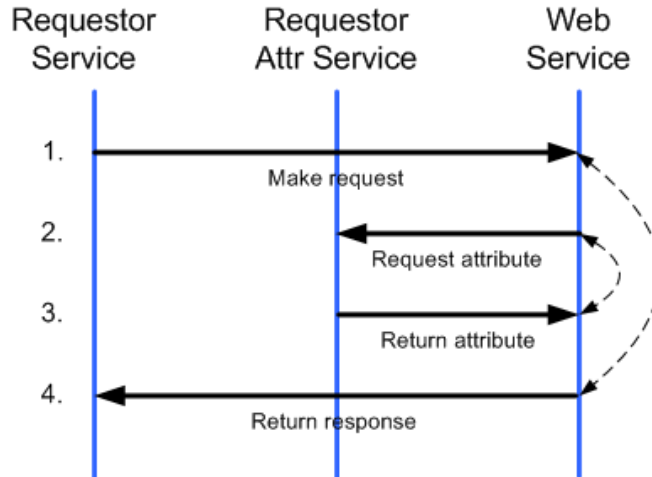 Requestor
Service
Requestor
Attr Service
Web
Service
1.
Make request
2.
Request attribute
3.
Return attribute
4.
Return response